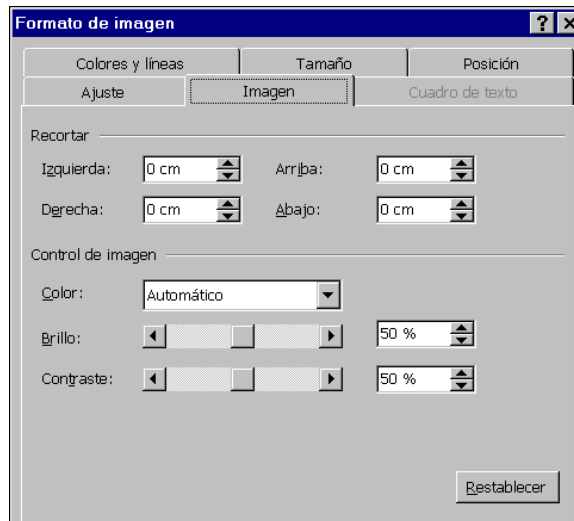 Formato de imagen
Colores y líneas Tamaño Posición
Ajuste Imagen Cuadro de texto
Recortar
Izquierda: 0 cm Arriba: 0 cm
Derecha: 0 cm Abajo: 0 cm
Control de imagen
Color: Automático
Brillo: 50 %
Contraste: 50 %
Restablecer